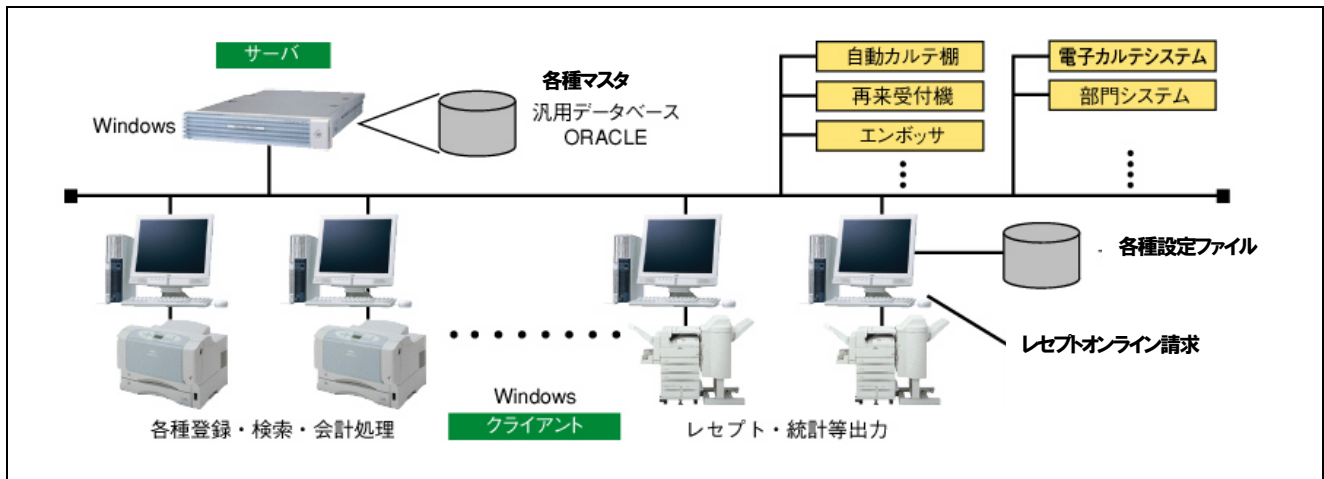 サーバ
Windows
各種マスタ
汎用データベース
ORACLE
自動カルテ棚
再来受付機
エンボッサ
電子カルテシステム
部門システム
各種設定ファイル
レセプトオンライン請求
各種登録・検索・会計処理
Windows
クライアント
レセプト・統計等出力